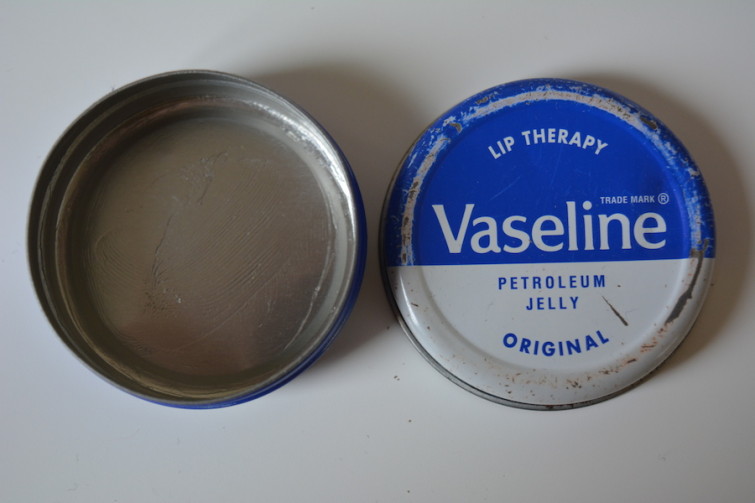 LIP THERAPY
TRADE MARK ®
Vaseline
PETROLEUM
JELLY
ORIGINAL